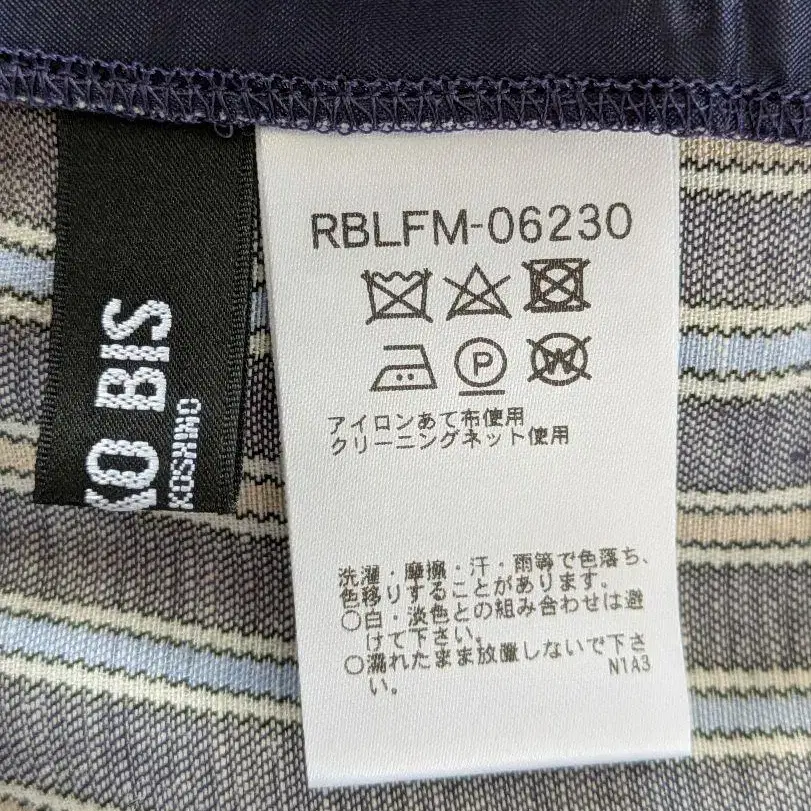 KO BIS
KOSHINO
RBLFM-06230
P
W
アイロンあて布使用
クリーニングネット使用
洗濯・摩擦・汗・雨等で色落ち、
色移りすることがあります。
○白・淡色との組み合わせは避
けて下さい。
○濡れたまま放置しないで下さ
い。
N1A3